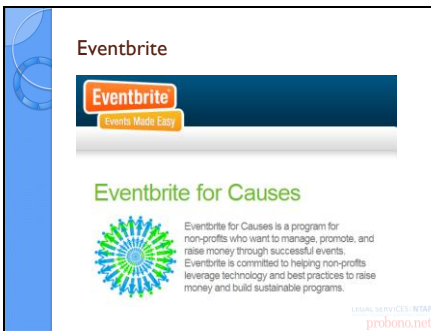 Eventbrite
Eventbrite
Events Made Easy
Eventbrite for Causes
Eventbrite for Causes is a program for
non-profits who want to manage, promote, and
raise money through successful events.
Eventbrite is committed to helping non-profits
leverage technology and best practices to raise
money and build sustainable programs.
LEGAL SERVICES·NTAP
probono.net